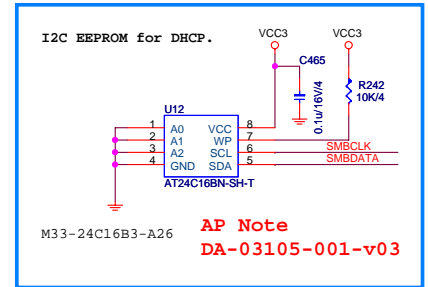 I2C EEPROM for DHCP.
VCC3
VCC3
C465
0.1u/16V/4
R242
10K/4
U12
1 A0 VCC 8
2 A1 WP 7
3 A2 SCL 6 SMBCLK
4 GND SDA 5 SMBDATA
AT24C16BN-SH-T
M33-24C16B3-A26
AP Note
DA-03105-001-v03